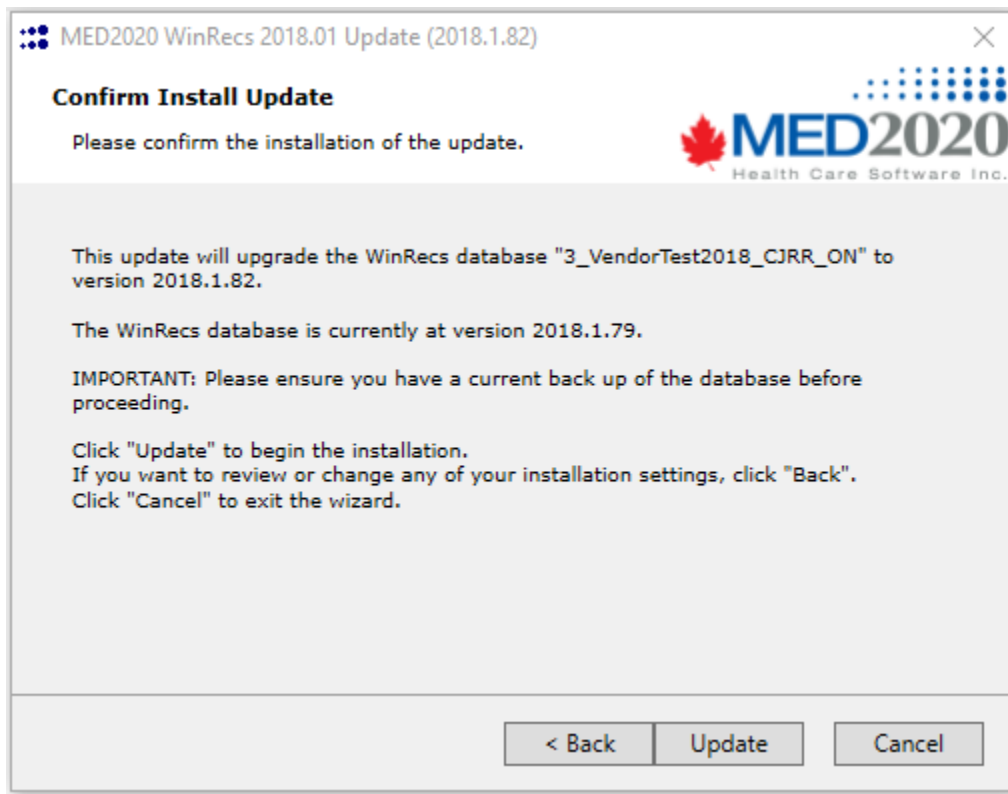 MED2020 WinRecs 2018.01 Update (2018.1.82)
Confirm Install Update
Please confirm the installation of the update.
MED2020
Health Care Software Inc.
This update will upgrade the WinRecs database "3_VendorTest2018_CJRR_ON" to
version 2018.1.82.
The WinRecs database is currently at version 2018.1.79.
IMPORTANT: Please ensure you have a current back up of the database before
proceeding.
Click "Update" to begin the installation.
If you want to review or change any of your installation settings, click "Back".
Click "Cancel" to exit the wizard.
< Back Update Cancel